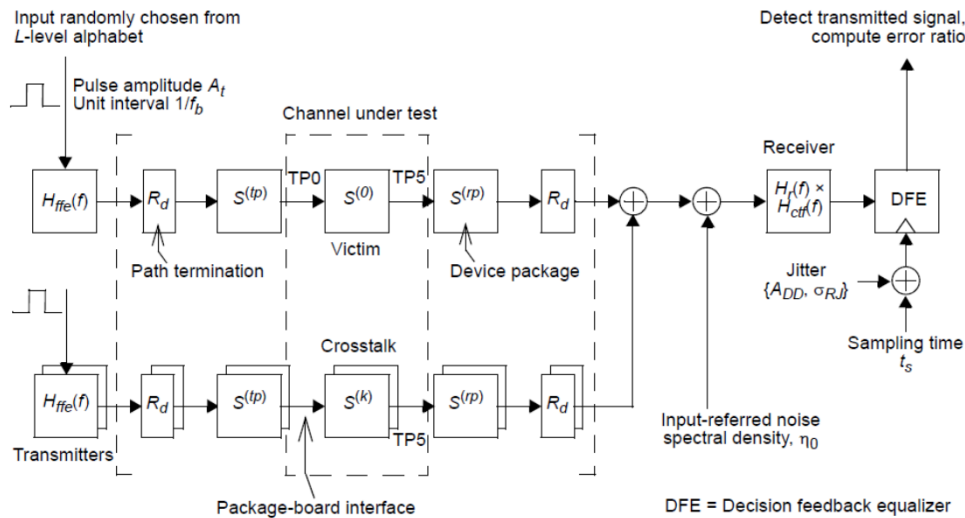 Input randomly chosen from
L-level alphabet
Detect transmitted signal,
compute error ratio
Pulse amplitude A_t
Unit interval 1/f_b
Channel under test
Receiver
H_ffe(f)
R_d
S^(tp)
TP0
S^(0)
TP5
S^(rp)
R_d
H_r(f) ×
H_ctf(f)
DFE
Victim
Path termination
Device package
Jitter
{A_DD, σ_RJ}
Crosstalk
Sampling time
t_s
H_ffe(f)
R_d
S^(tp)
S^(k)
S^(rp)
R_d
TP5
Transmitters
Input-referred noise
spectral density, η_0
Package-board interface
DFE = Decision feedback equalizer